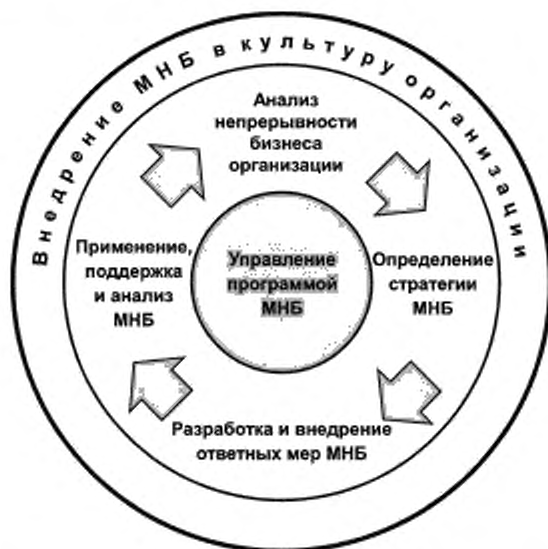 Внедрение МНБ в культуру организации
Анализ
непрерывности
бизнеса
организации
Применение,
поддержка
и анализ
МНБ
Управление
программой
МНБ
Определение
стратегии
МНБ
Разработка и внедрение
ответных мер МНБ